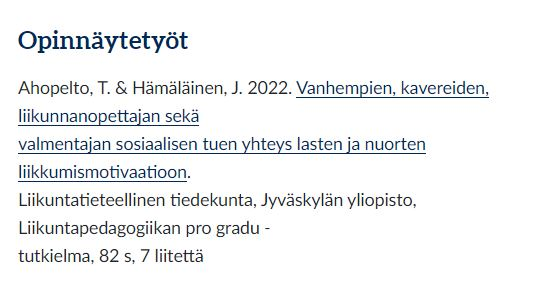 Opinnäytetyöt
Ahopelto, T. & Hämäläinen, J. 2022. Vanhempien, kavereiden,
liikunnanopettajan sekä
valmentajan sosiaalisen tuen yhteys lasten ja nuorten
liikkumismotivaatioon.
Liikuntatieteellinen tiedekunta, Jyväskylän yliopisto,
Liikuntapedagogiikan pro gradu -
tutkielma, 82 s, 7 liitettä